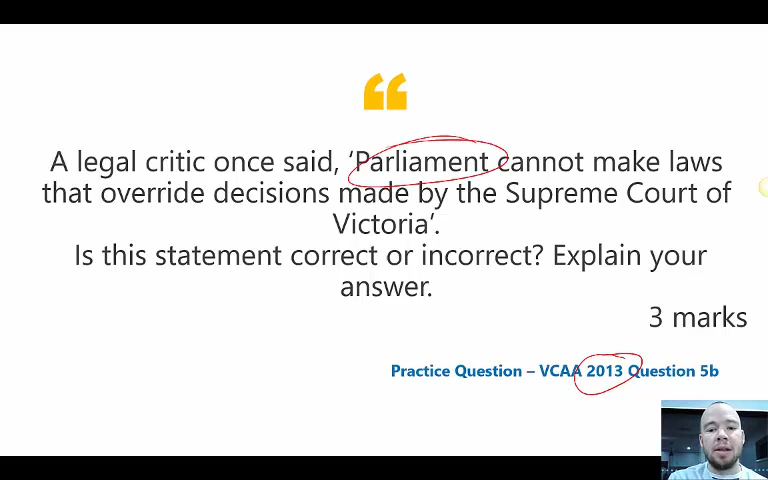 “
A legal critic once said, ‘Parliament cannot make laws
that override decisions made by the Supreme Court of
Victoria’.
Is this statement correct or incorrect? Explain your
answer.
3 marks
Practice Question – VCAA 2013 Question 5b